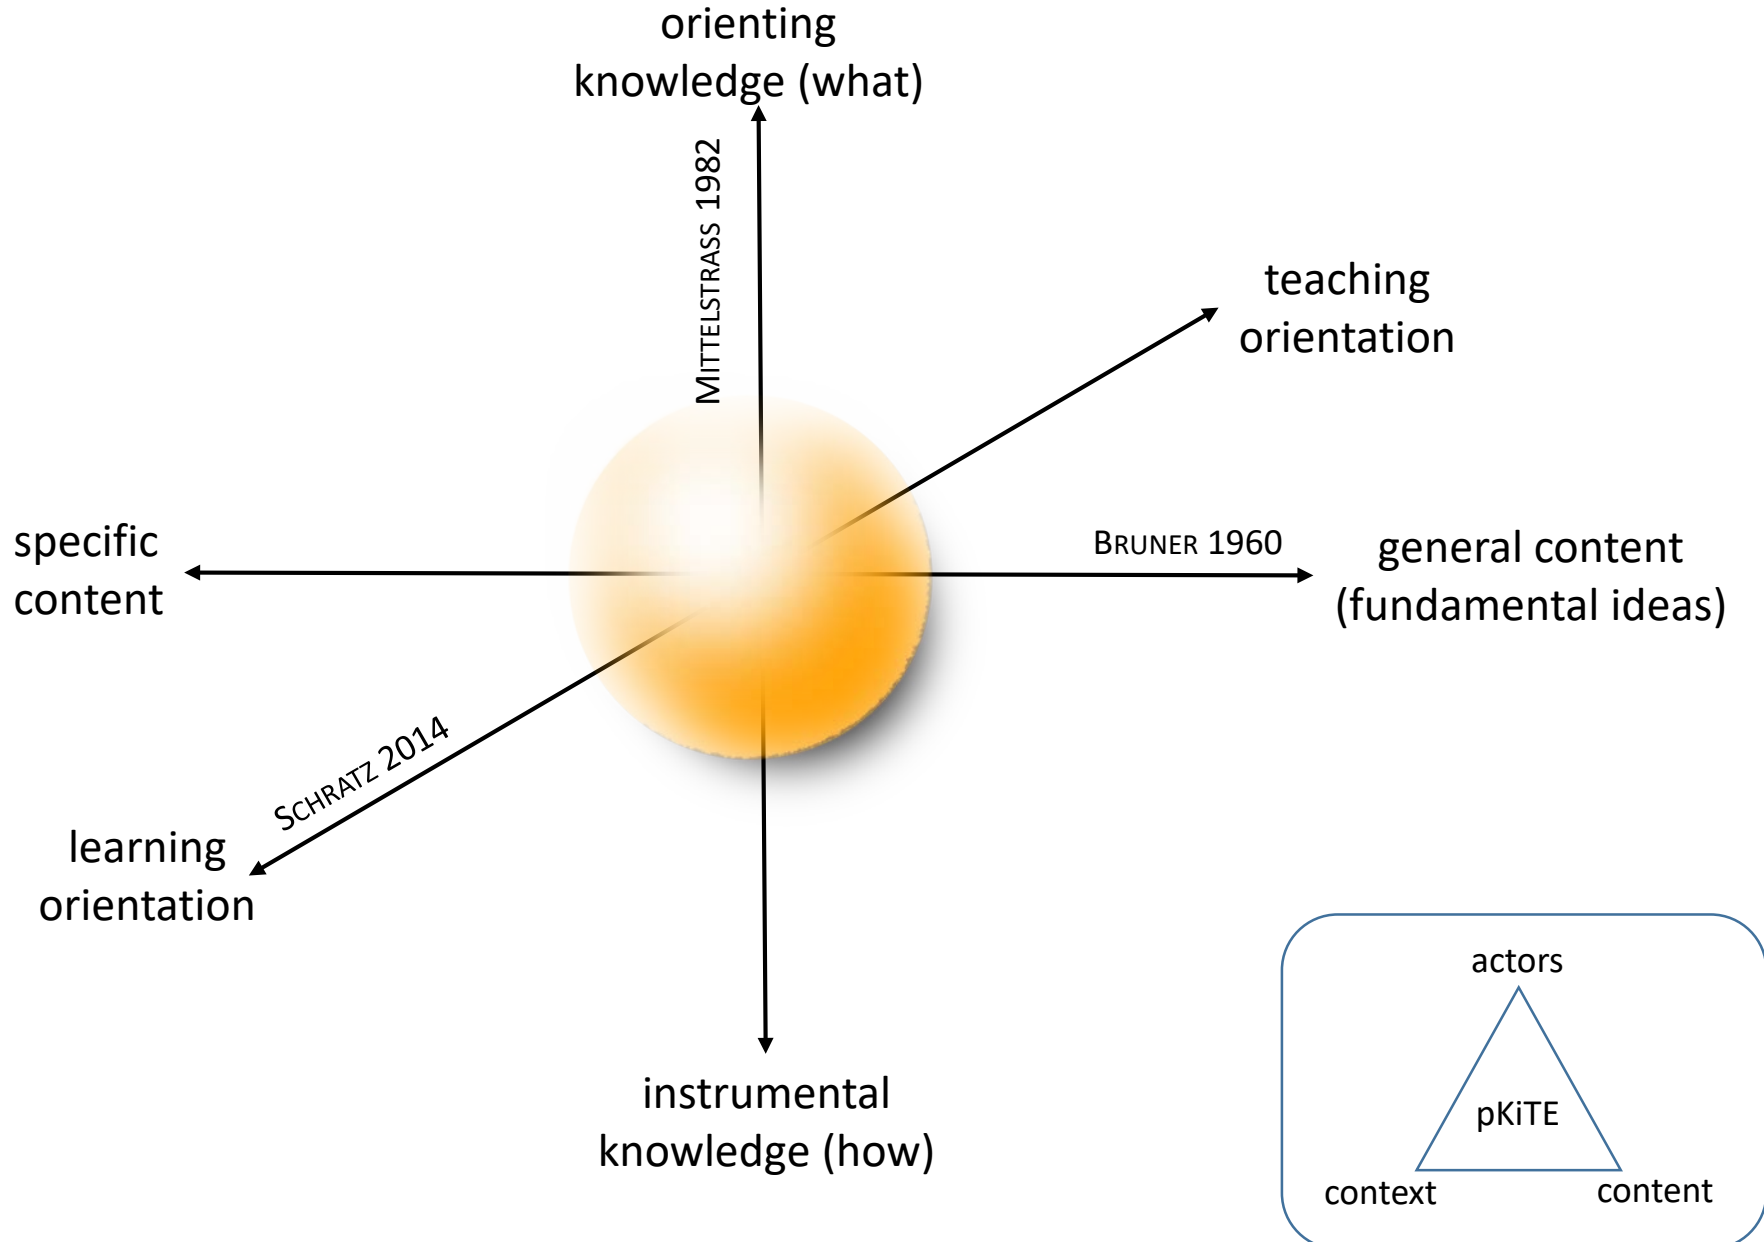 orienting
knowledge (what)
MITTELSTRASS 1982
teaching
orientation
specific
content
BRUNER 1960
general content
(fundamental ideas)
SCHRATZ 2014
learning
orientation
instrumental
knowledge (how)
actors
pKiTE
context
content